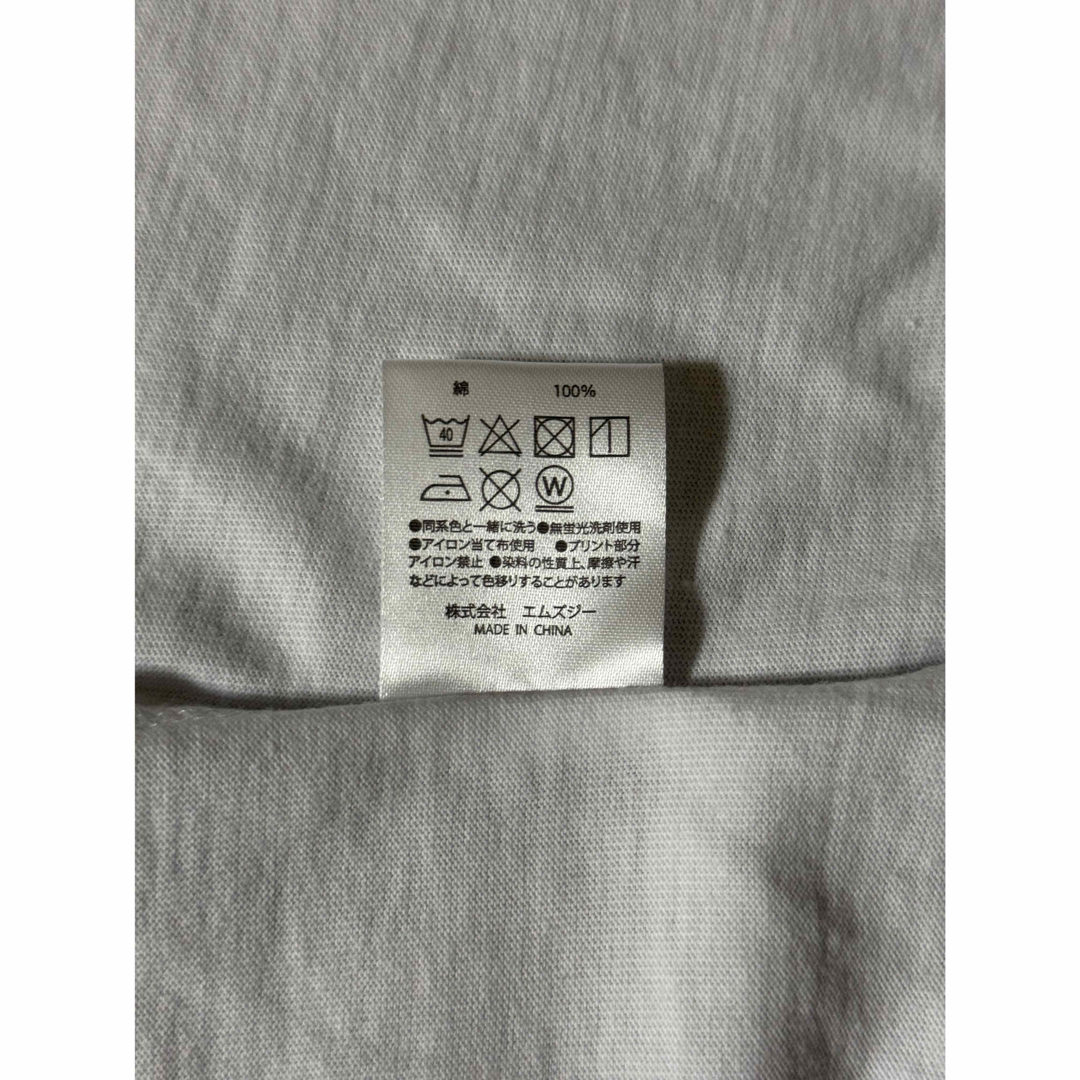 綿 100%
40
W
●同系色と一緒に洗う●無蛍光洗剤使用
●アイロン当て布使用 ●プリント部分
アイロン禁止 ●染料の性質上、摩擦や汗
などによって色移りすることがあります
株式会社 エムズジー
MADE IN CHINA